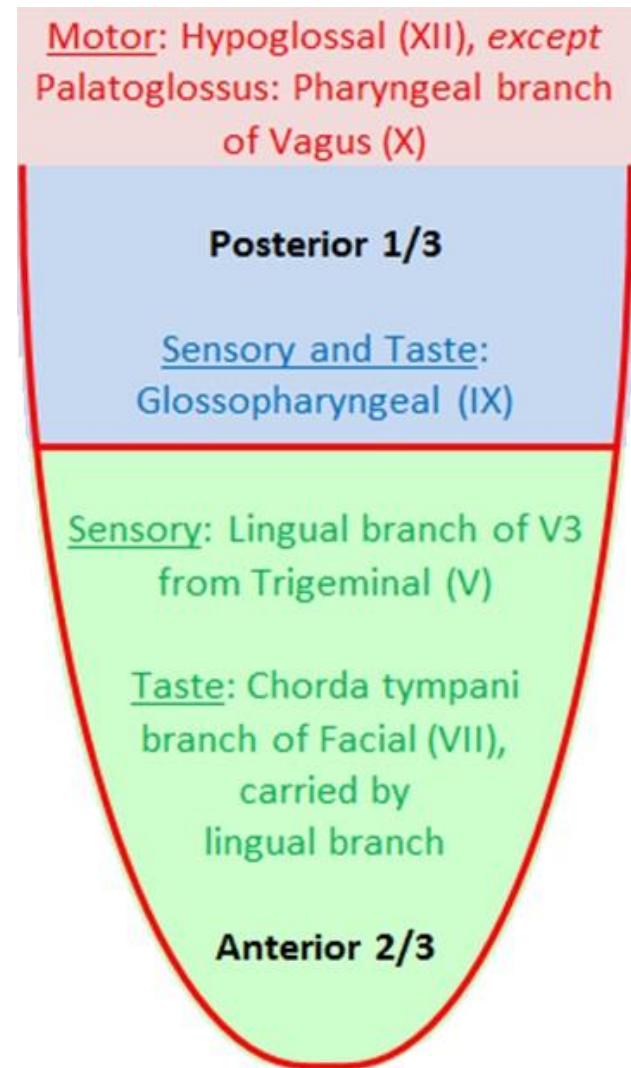 Motor: Hypoglossal (XII), except
Palatoglossus: Pharyngeal branch
of Vagus (X)
Posterior 1/3
Sensory and Taste:
Glossopharyngeal (IX)
Sensory: Lingual branch of V3
from Trigeminal (V)
Taste: Chorda tympani
branch of Facial (VII),
carried by
lingual branch
Anterior 2/3